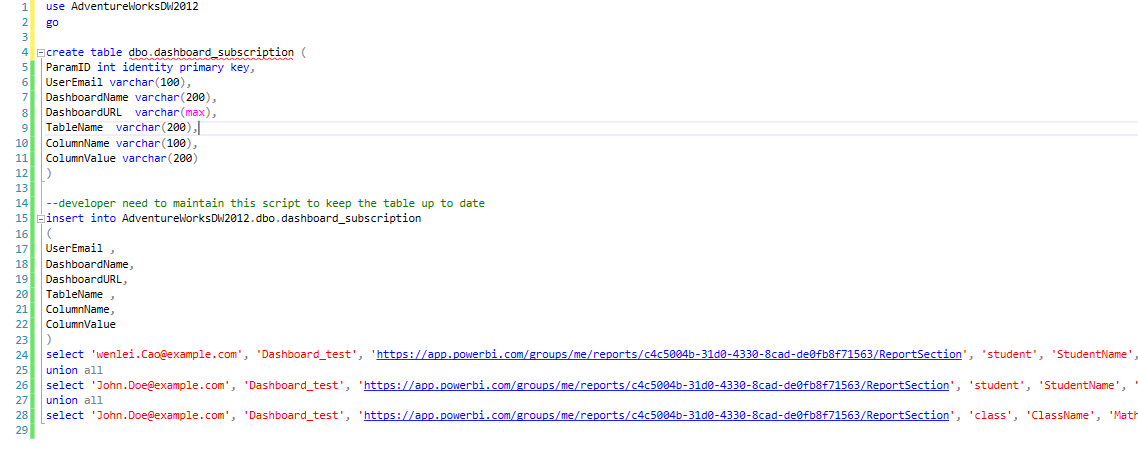 1 use AdventureWorksDW2012
2 go
3
4 create table dbo.dashboard_subscription (
5 ParamID int identity primary key,
6 UserEmail varchar(100),
7 DashboardName varchar(200),
8 DashboardURL  varchar(max),
9 TableName  varchar(200),
10 ColumnName varchar(100),
11 ColumnValue varchar(200)
12 )
13
14 --developer need to maintain this script to keep the table up to date
15 insert into AdventureWorksDW2012.dbo.dashboard_subscription
16 (
17 UserEmail ,
18 DashboardName,
19 DashboardURL,
20 TableName ,
21 ColumnName,
22 ColumnValue
23 )
24 select 'wenlei.Cao@example.com', 'Dashboard_test', 'https://app.powerbi.com/groups/me/reports/c4c5004b-31d0-4330-8cad-de0fb8f71563/ReportSection', 'student', 'StudentName',
25 union all
26 select 'John.Doe@example.com', 'Dashboard_test', 'https://app.powerbi.com/groups/me/reports/c4c5004b-31d0-4330-8cad-de0fb8f71563/ReportSection', 'student', 'StudentName', '
27 union all
28 select 'John.Doe@example.com', 'Dashboard_test', 'https://app.powerbi.com/groups/me/reports/c4c5004b-31d0-4330-8cad-de0fb8f71563/ReportSection', 'class', 'ClassName', 'Math
29